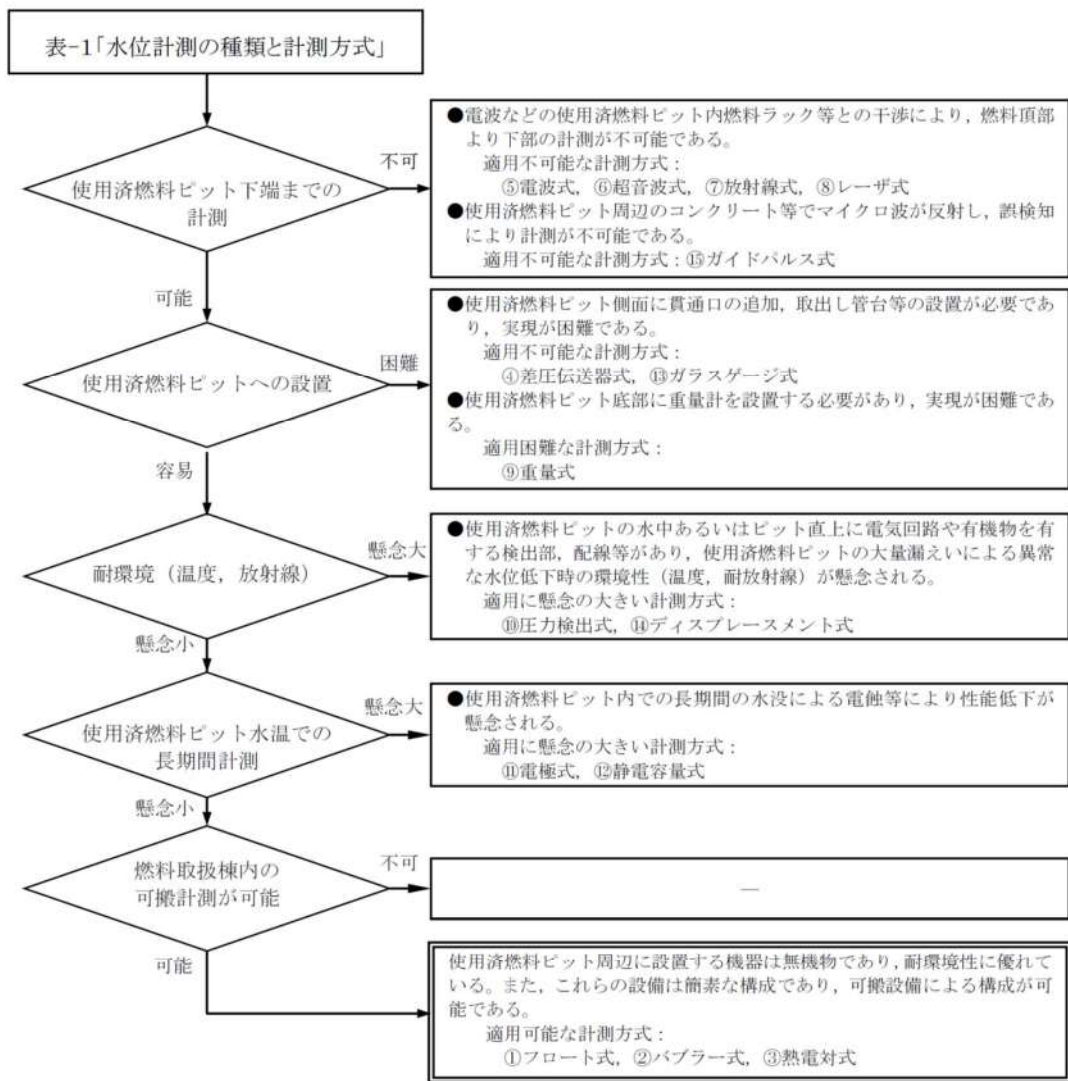 表-1「水位計測の種類と計測方式」
使用済燃料ピット下端までの
計測
不可
●電波などの使用済燃料ピット内燃料ラック等との干渉により，燃料頂部
より下部の計測が不可能である。
適用不可能な計測方式：
⑤電波式，⑥超音波式，⑦放射線式，⑧レーザ式
●使用済燃料ピット周辺のコンクリート等でマイクロ波が反射し，誤検知
により計測が不可能である。
適用不可能な計測方式：⑮ガイドパルス式
可能
使用済燃料ピットへの設置
困難
●使用済燃料ピット側面に貫通口の追加，取出し管台等の設置が必要であ
り，実現が困難である。
適用不可能な計測方式：
④差圧伝送器式，⑬ガラスゲージ式
●使用済燃料ピット底部に重量計を設置する必要があり，実現が困難であ
る。
適用困難な計測方式：
⑨重量式
容易
耐環境（温度，放射線）
懸念大
●使用済燃料ピットの水中あるいはピット直上に電気回路や有機物を有
する検出部，配線等があり，使用済燃料ピットの大量漏えいによる異常
な水位低下時の環境性（温度，耐放射線）が懸念される。
適用に懸念の大きい計測方式：
⑩圧力検出式，⑭ディスプレースメント式
懸念小
使用済燃料ピット水温での
長期間計測
懸念大
●使用済燃料ピット内での長期間の水没による電蝕等により性能低下が
懸念される。
適用に懸念の大きい計測方式：
⑪電極式，⑫静電容量式
懸念小
燃料取扱棟内の
可搬計測が可能
不可
―
可能
使用済燃料ピット周辺に設置する機器は無機物であり，耐環境性に優れて
いる。また，これらの設備は簡素な構成であり，可搬設備による構成が可
能である。
適用可能な計測方式：
①フロート式，②バブラー式，③熱電対式